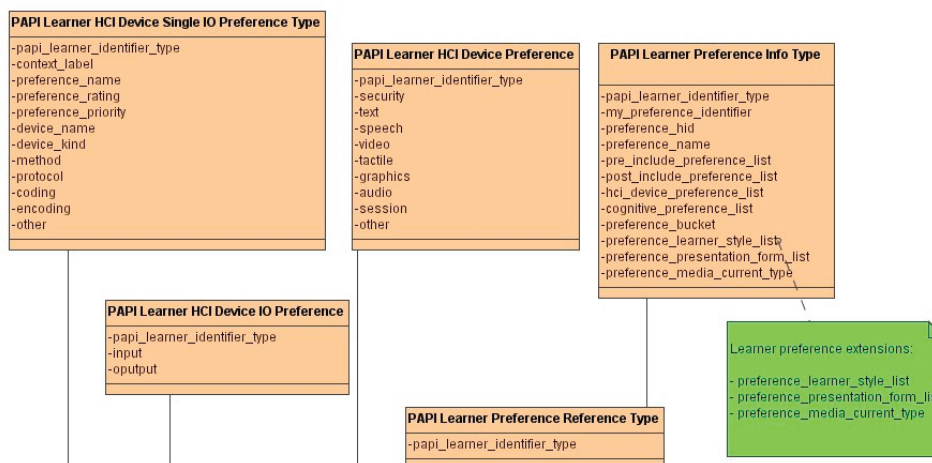 PAPI Learner HCI Device Single IO Preference Type
-papi_learner_identifier_type
-context_label
-preference_name
-preference_rating
-preference_priority
-device_name
-device_kind
-method
-protocol
-coding
-encoding
-other
PAPI Learner HCI Device Preference
-papi_learner_identifier_type
-security
-text
-speech
-video
-tactile
-graphics
-audio
-session
-other
PAPI Learner Preference Info Type
-papi_learner_identifier_type
-my_preference_identifier
-preference_hid
-preference_name
-pre_include_preference_list
-post_include_preference_list
-hci_device_preference_list
-cognitive_preference_list
-preference_bucket
-preference_learner_style_list
-preference_presentation_form_list
-preference_media_current_type
PAPI Learner HCI Device IO Preference
-papi_learner_identifier_type
-input
-oputput
Learner preference extensions:
- preference_learner_style_list
- preference_presentation_form_li
- preference_media_current_type
PAPI Learner Preference Reference Type
-papi_learner_identifier_type